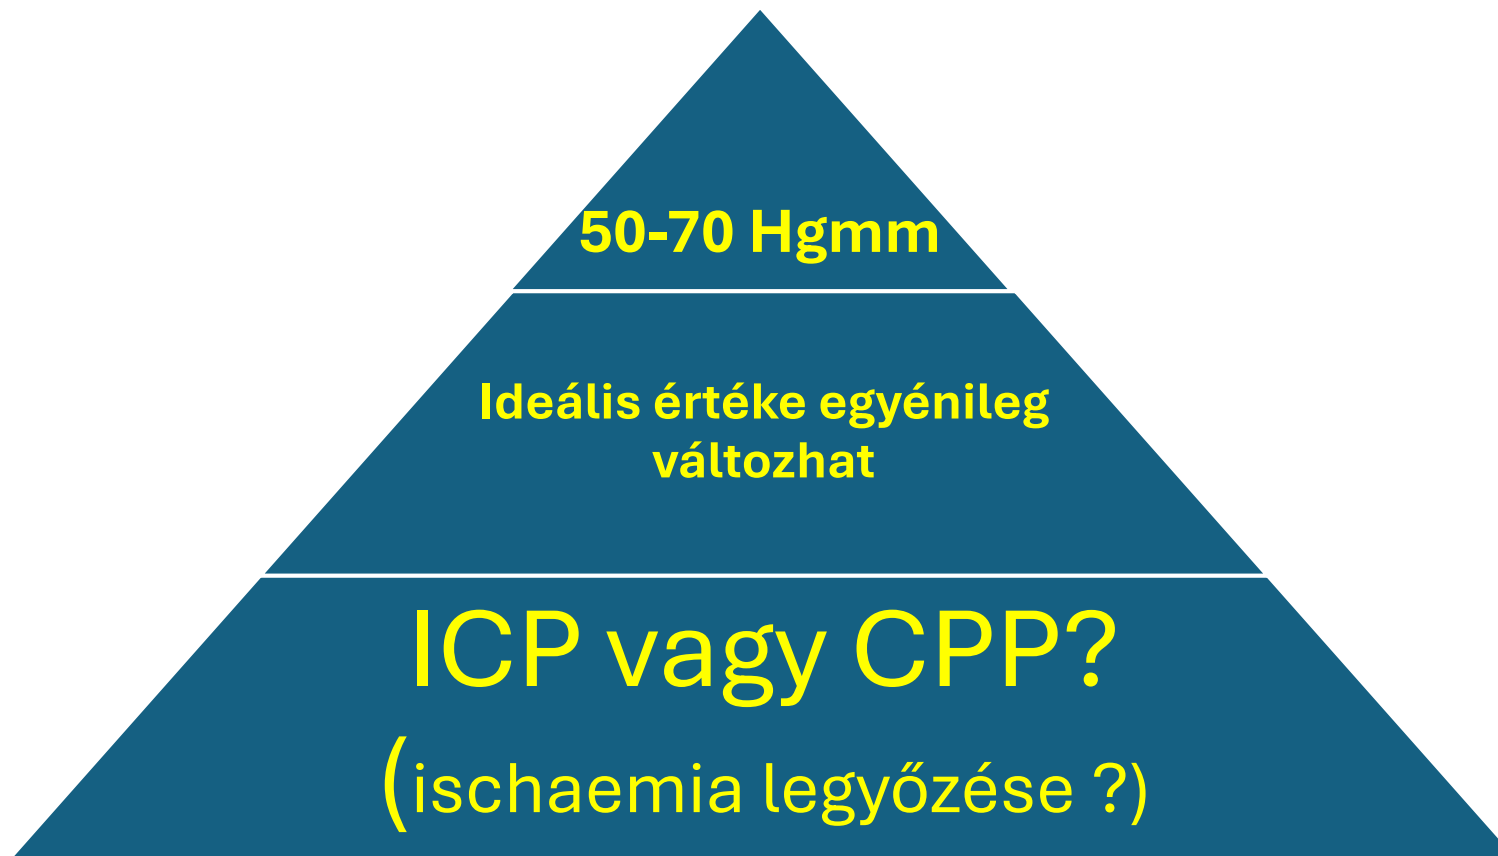 50-70 Hgmm
Ideális értéke egyénileg
változhat
ICP vagy CPP?
(ischaemia legyőzése ?)